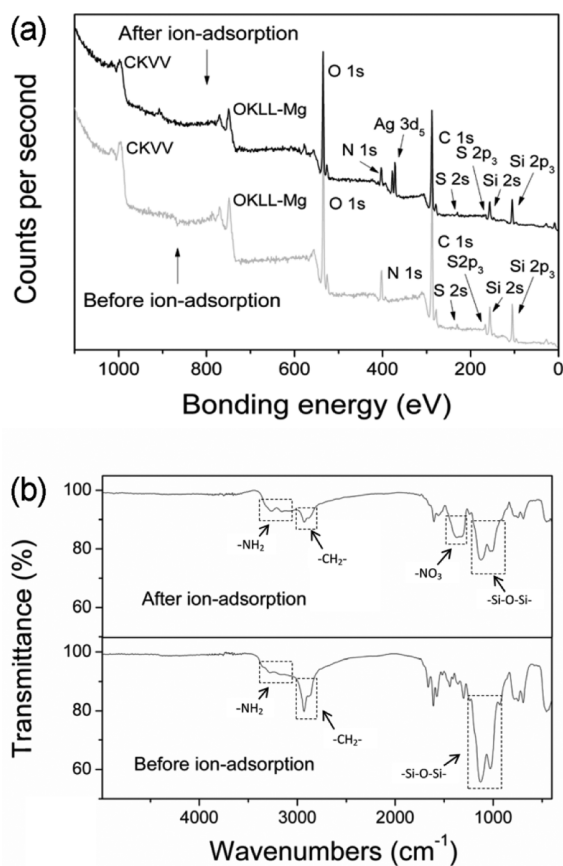 (a)
After ion-adsorption
CKVV
OKLL-Mg
O 1s
N 1s
Ag 3d5
C 1s
S 2p3
S 2s
Si 2s
Si 2p3
CKVV
OKLL-Mg
O 1s
N 1s
C 1s
S2p3
S 2s
Si 2s
Si 2p3
Before ion-adsorption
Counts per second
1000 800 600 400 200 0
Bonding energy (eV)
(b)
100
90
80
60
-NH2
-CH2-
-NO3
-Si-O-Si-
After ion-adsorption
100
90
80
60
-NH2
-CH2-
-Si-O-Si-
Before ion-adsorption
Transmittance (%)
5000 4000 3000 2000 1000
Wavenumbers (cm-1)